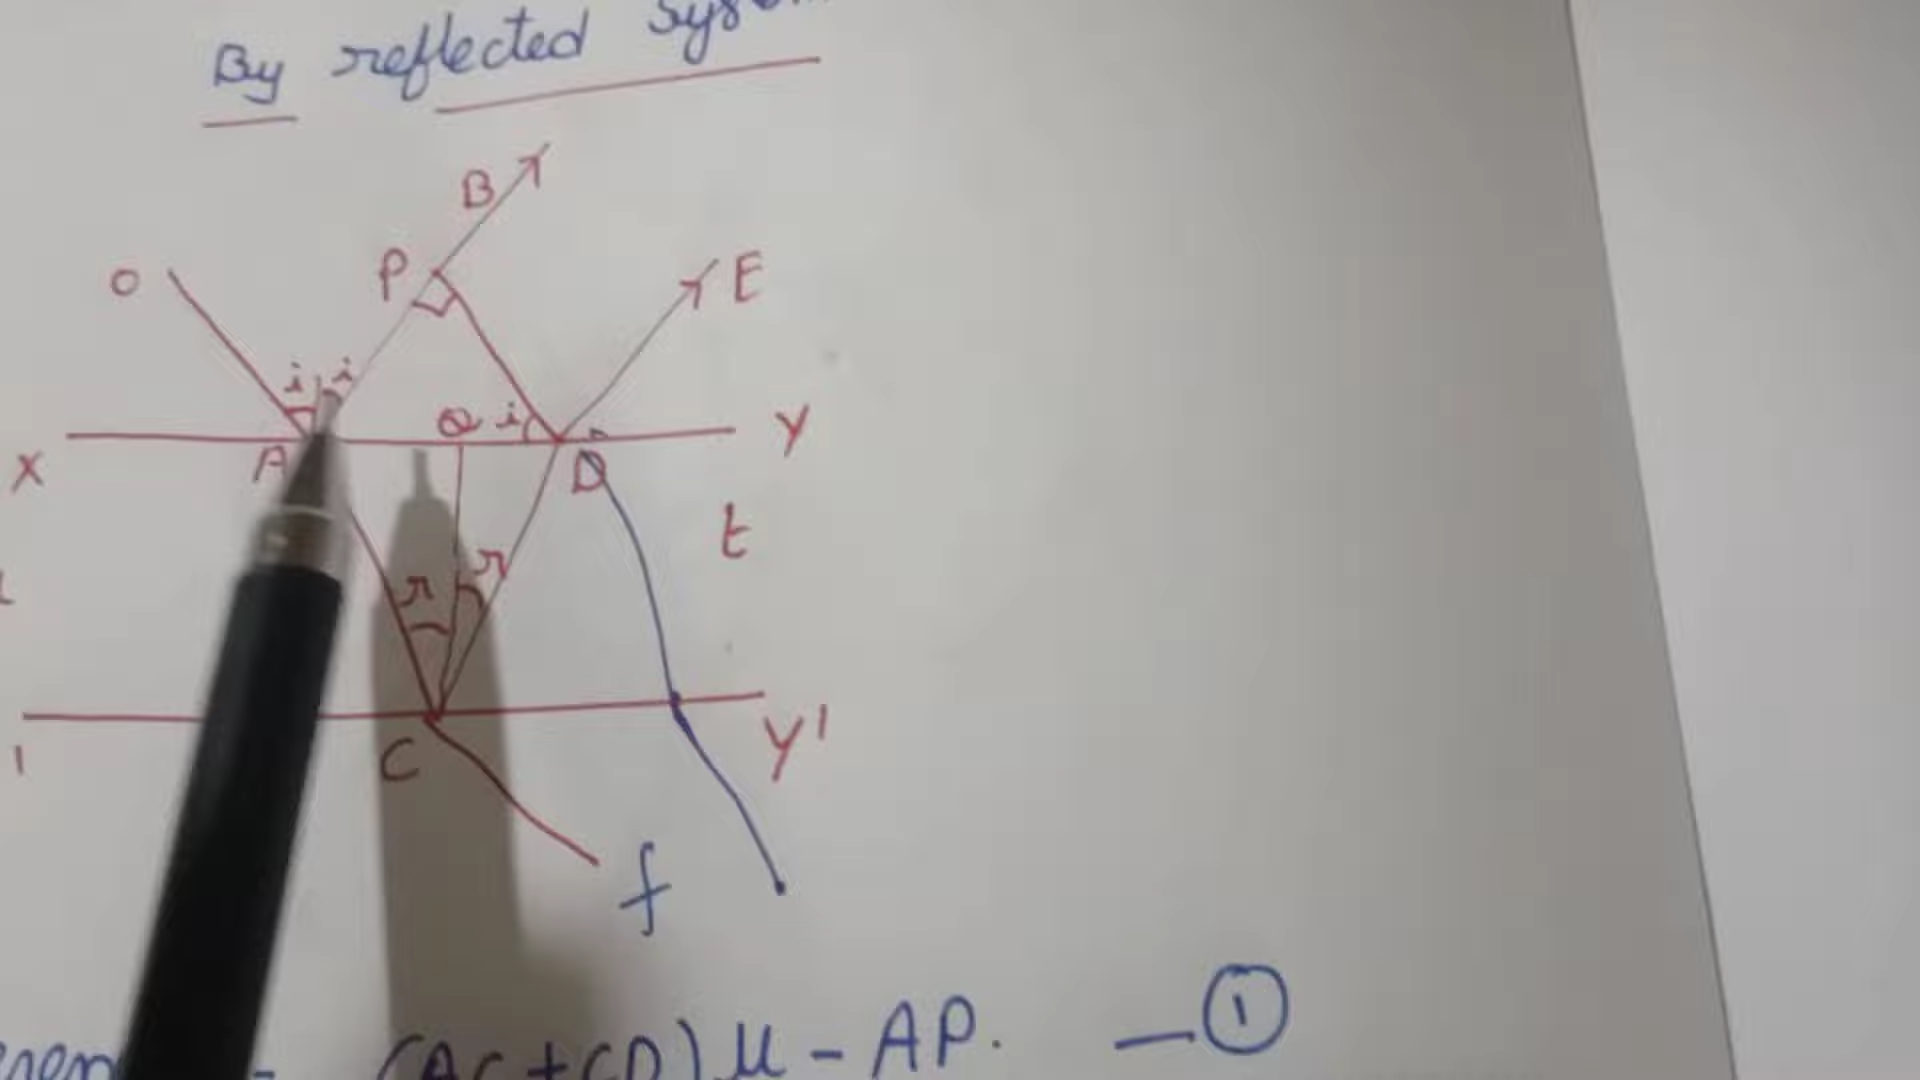 By reflected
B
P
E
O
i i
Q i
Y
X
A
D
t
r
r
C
Y'
f
(AC+CD) μ - AP. — 1